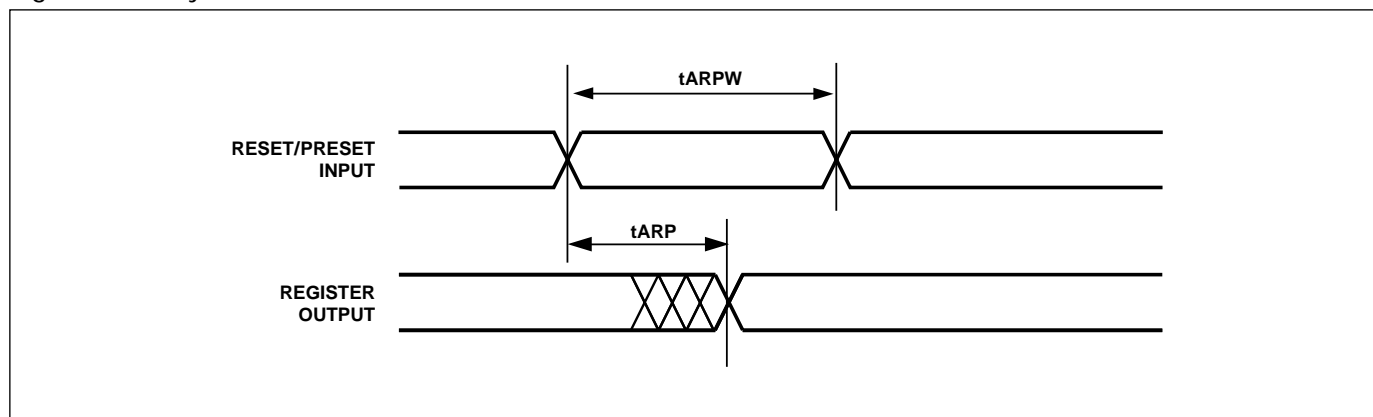 tARPW
RESET/PRESET
INPUT
tARP
REGISTER
OUTPUT